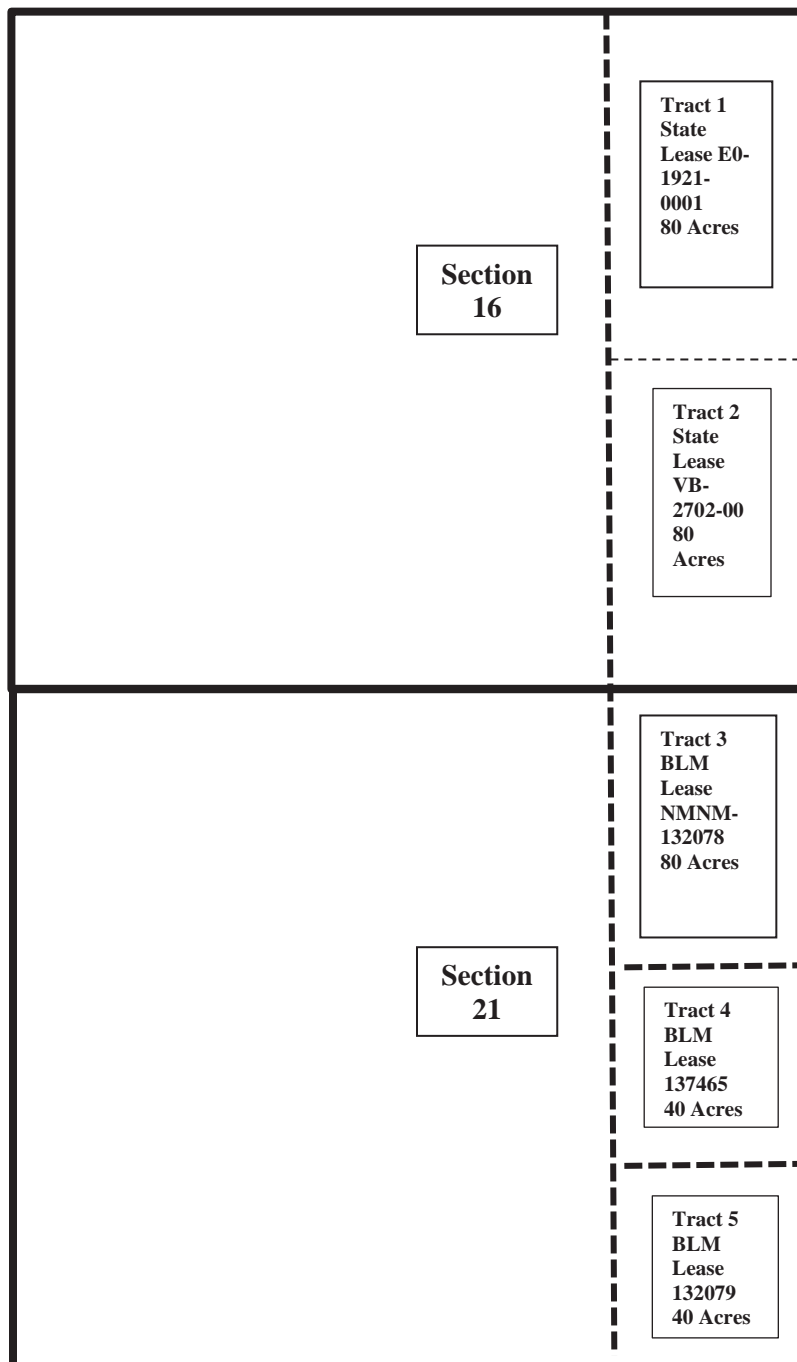 Tract 1
State
Lease E0-
1921-
0001
80 Acres
Section
16
Tract 2
State
Lease
VB-
2702-00
80
Acres
Tract 3
BLM
Lease
NMNM-
132078
80 Acres
Section
21
Tract 4
BLM
Lease
137465
40 Acres
Tract 5
BLM
Lease
132079
40 Acres